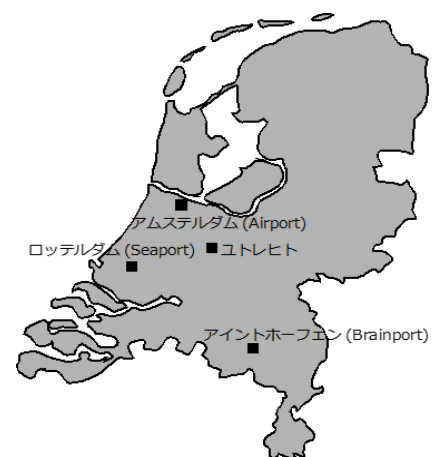 アムステルダム (Airport)
ロッテルダム (Seaport)
ユトレヒト
アイントホーフェン (Brainport)